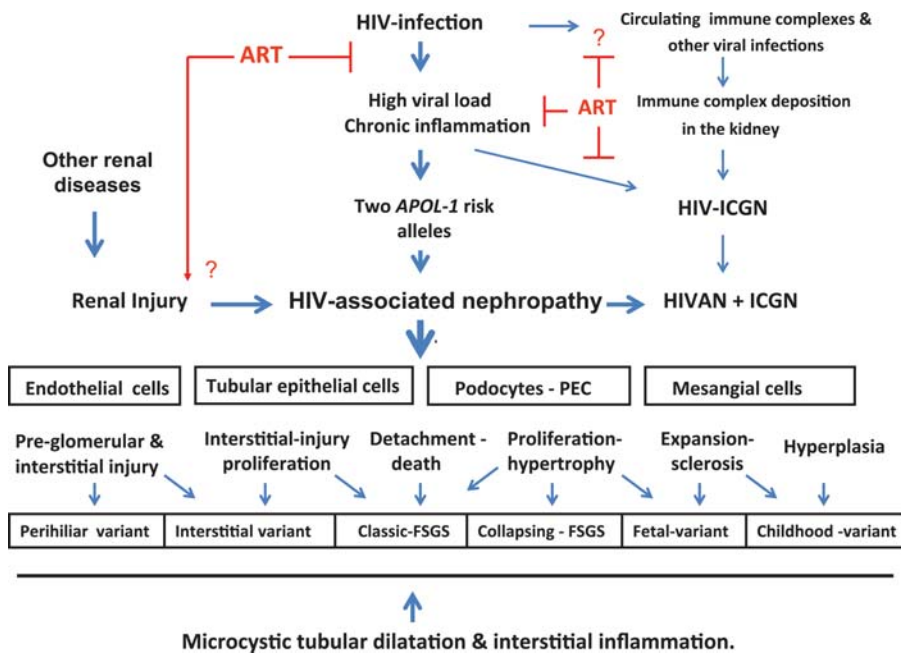 HIV-infection
Circulating immune complexes &
other viral infections
?
ART
High viral load
Chronic inflammation
ART
Immune complex deposition
in the kidney
Other renal
diseases
Two APOL-1 risk
alleles
HIV-ICGN
?
Renal Injury
HIV-associated nephropathy
HIVAN + ICGN
Endothelial cells
Tubular epithelial cells
Podocytes - PEC
Mesangial cells
Pre-glomerular &
interstitial injury
Interstitial-injury
proliferation
Detachment -
death
Proliferation-
hypertrophy
Expansion-
sclerosis
Hyperplasia
Perihiliar variant
Interstitial variant
Classic-FSGS
Collapsing - FSGS
Fetal-variant
Childhood -variant
Microcystic tubular dilatation & interstitial inflammation.